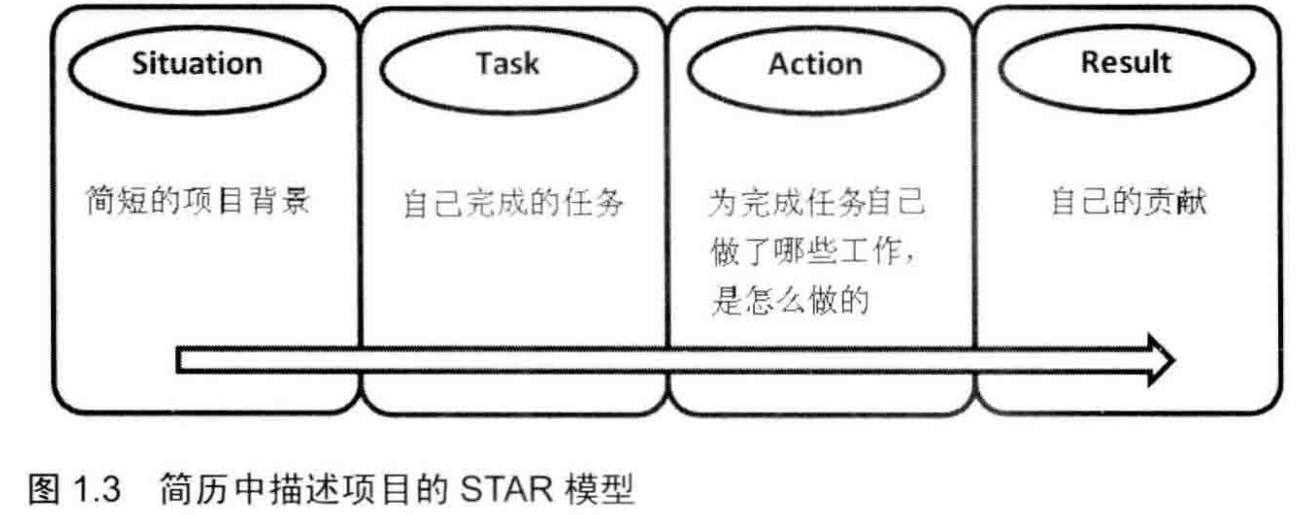 Situation
简短的项目背景
Task
自己完成的任务
Action
为完成任务自己
做了哪些工作，
是怎么做的
Result
自己的贡献
图 1.3 简历中描述项目的 STAR 模型